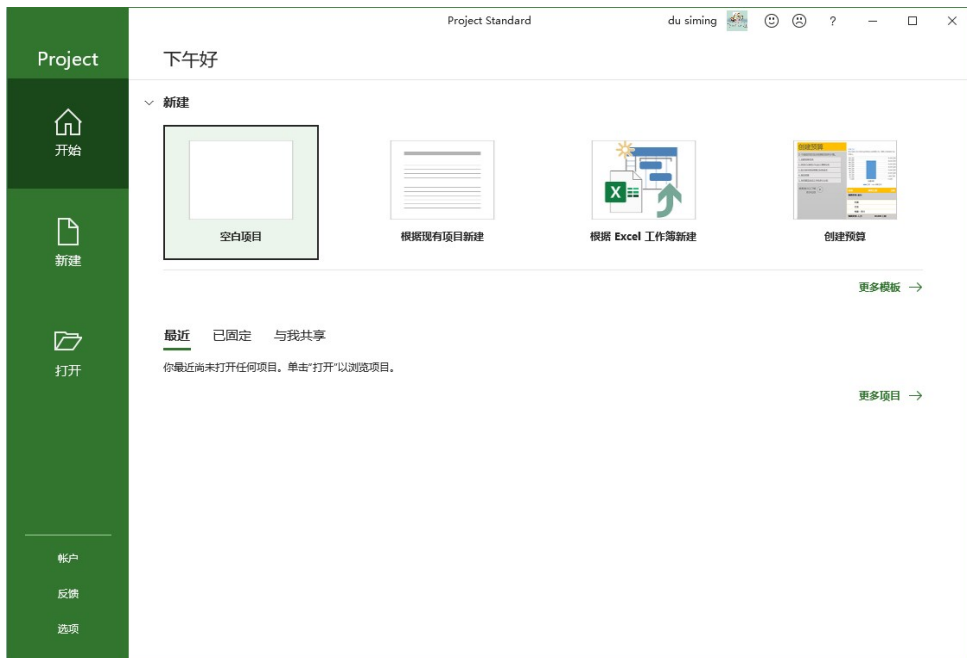 Project Standard
du siming
?
Project
下午好
新建
开始
空白项目
根据现有项目新建
根据 Excel 工作簿新建
创建预算
创建预算
新建
更多模板
最近 已固定 与我共享
打开
你最近尚未打开任何项目。单击"打开"以浏览项目。
更多项目
帐户
反馈
选项